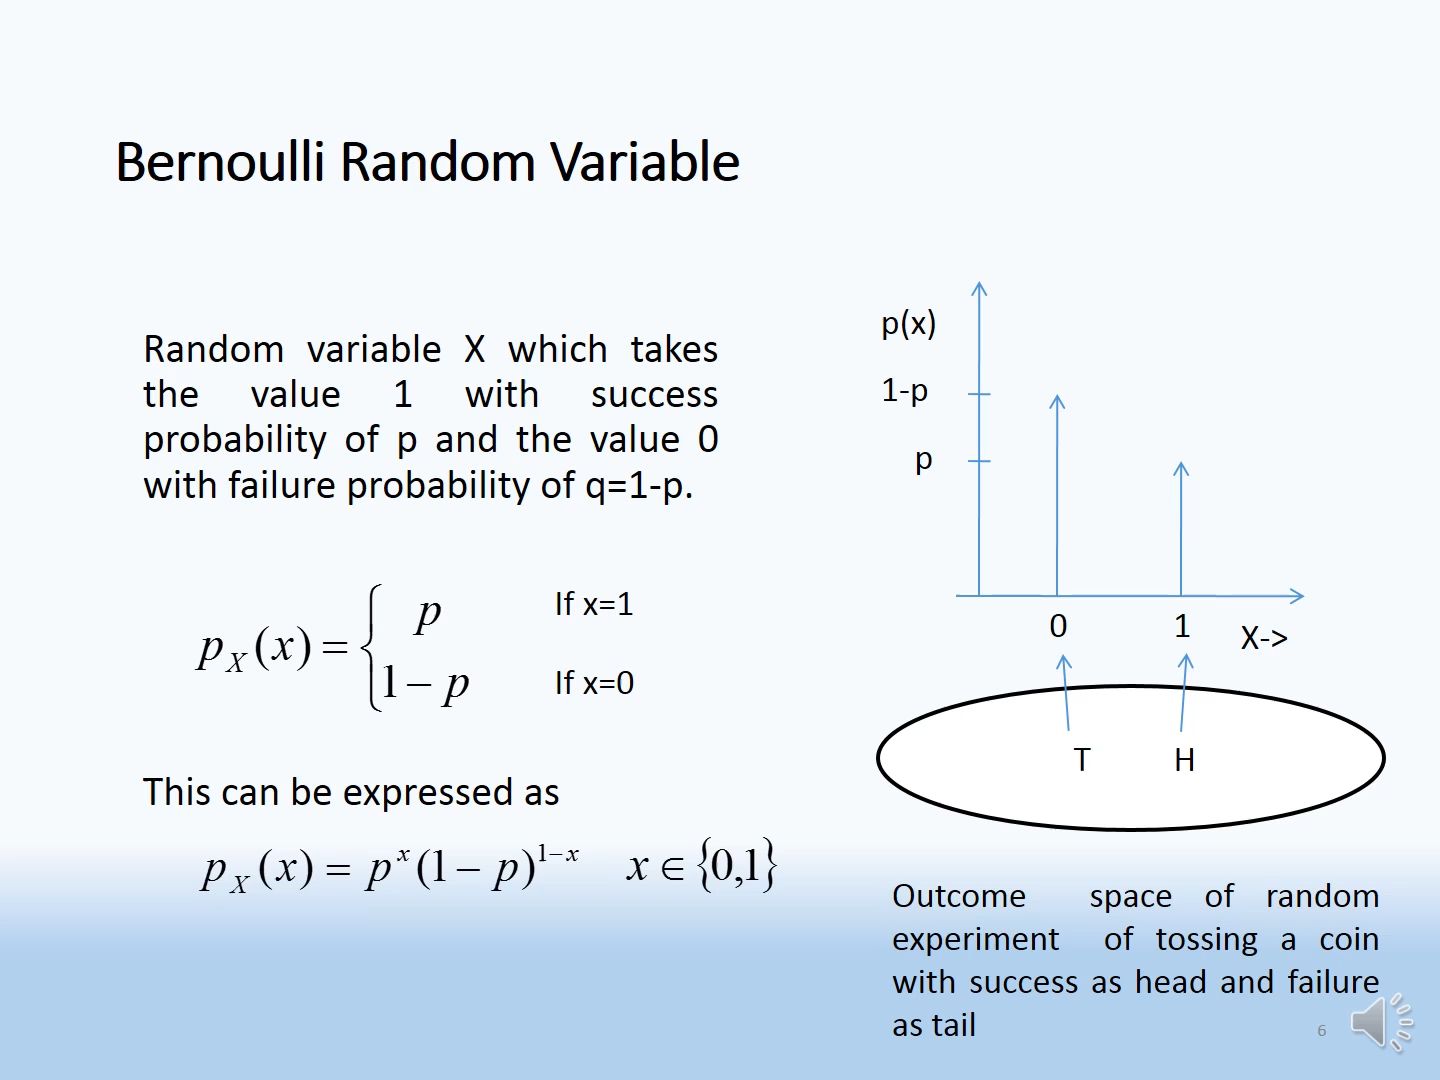 Bernoulli Random Variable
Random variable X which takes
the value 1 with success
probability of p and the value 0
with failure probability of q=1-p.
p_X(x) = { p If x=1
1 − p If x=0
This can be expressed as
p_X(x) = p^x(1 − p)^{1−x} x ∈ {0,1}
p(x)
1-p
p
0 1 X->
T H
Outcome space of random
experiment of tossing a coin
with success as head and failure
as tail
6